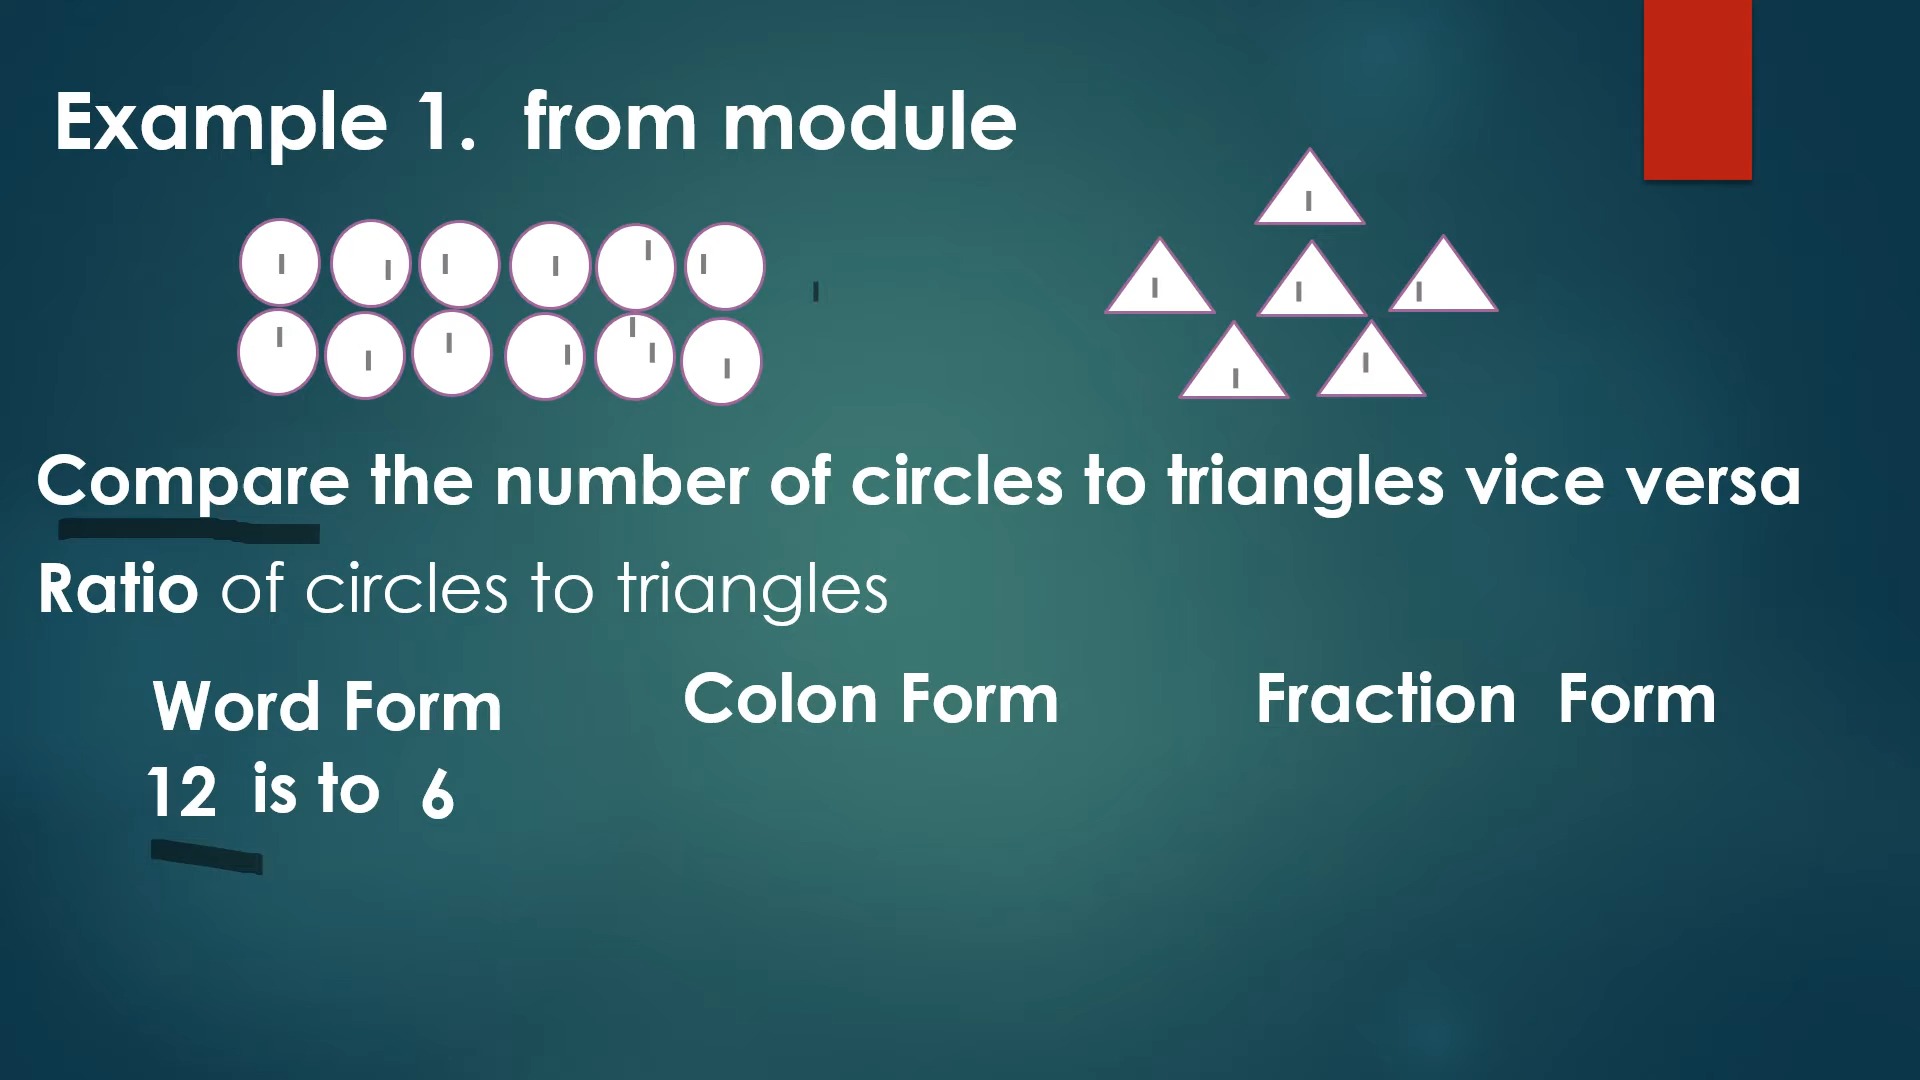 Example 1. from module
Compare the number of circles to triangles vice versa
Ratio of circles to triangles
Word Form
Colon Form
Fraction Form
12 is to 6